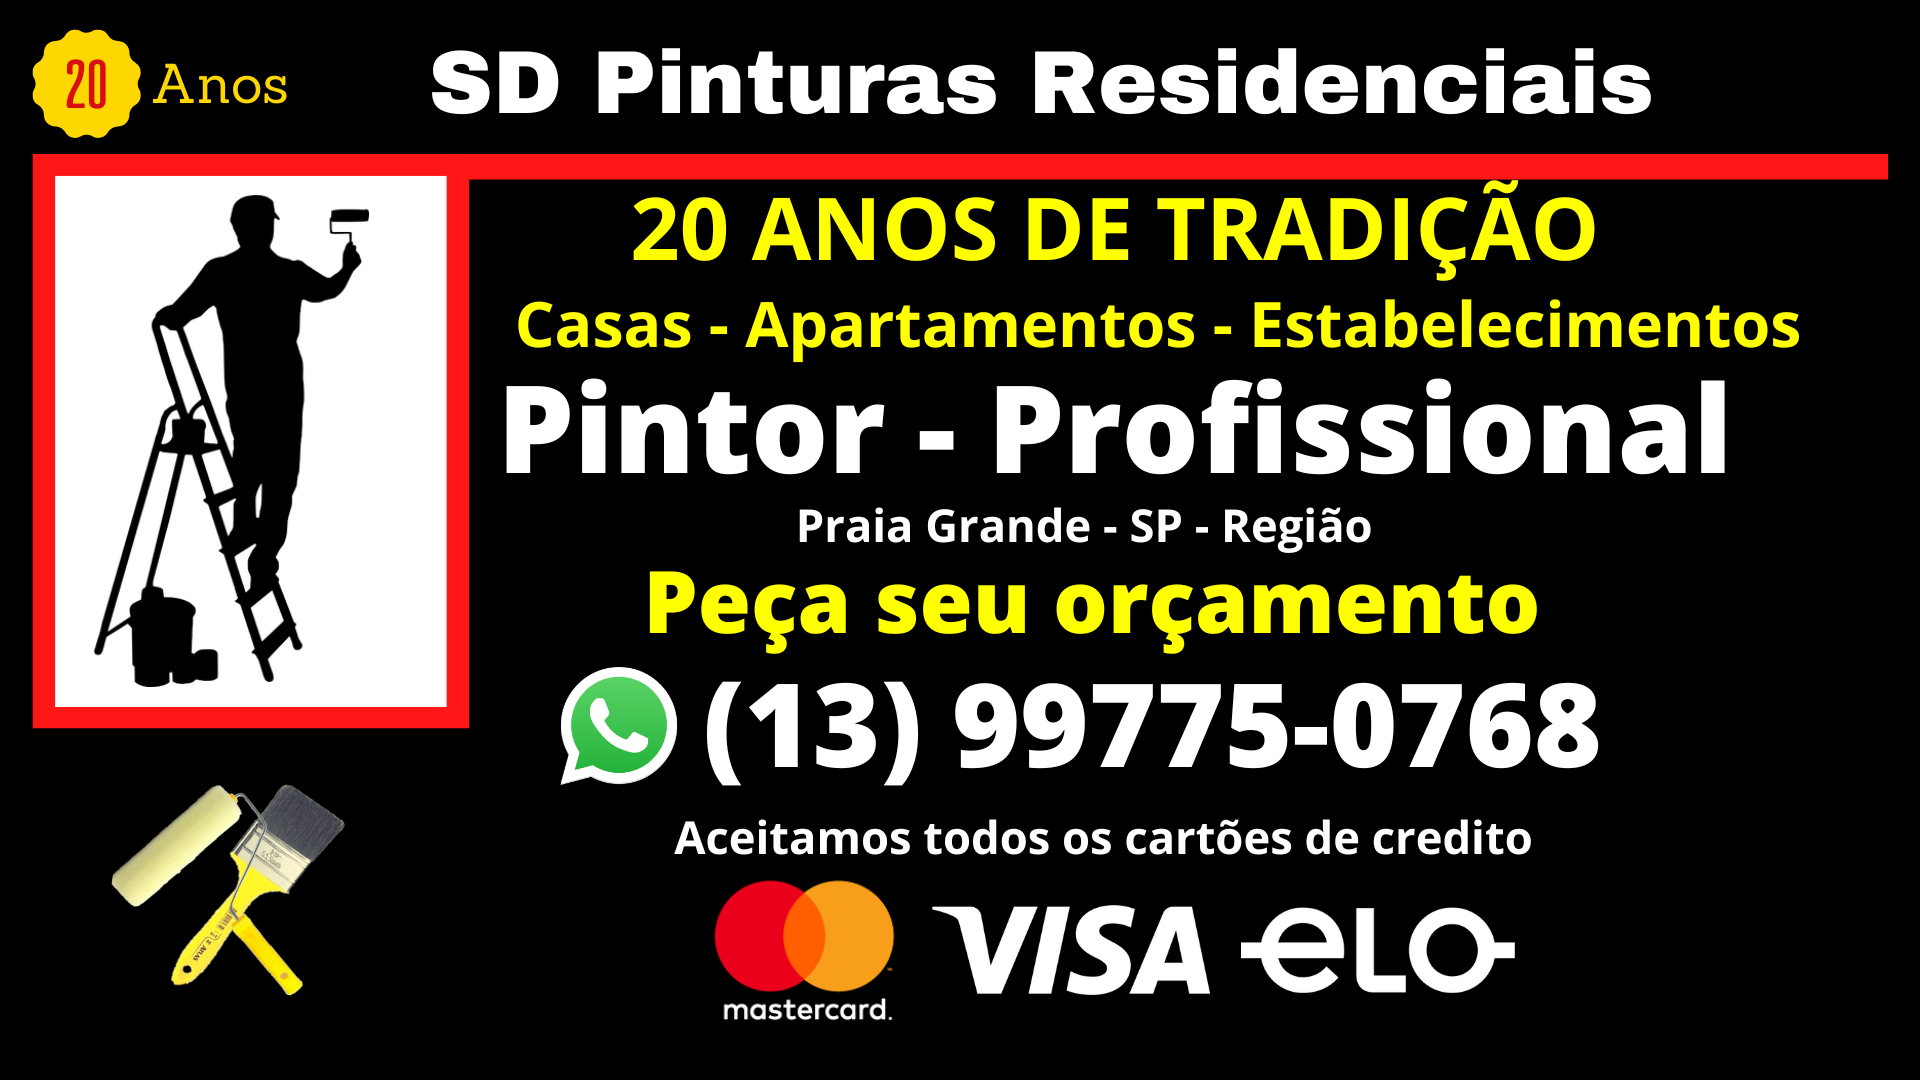 20 Anos
SD Pinturas Residenciais
20 ANOS DE TRADIÇÃO
Casas - Apartamentos - Estabelecimentos
Pintor - Profissional
Praia Grande - SP - Região
Peça seu orçamento
(13) 99775-0768
Aceitamos todos os cartões de credito
mastercard.
VISA
elo
ATLAS